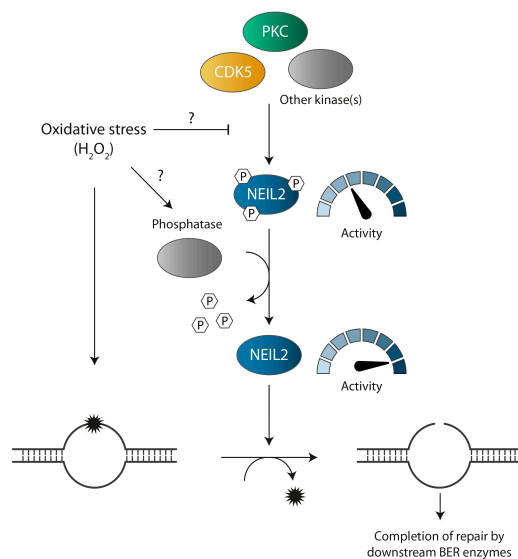 PKC
CDK5
Other kinase(s)
?
Oxidative stress
(H₂O₂)
?
P
P
NEIL2
P
Activity
Phosphatase
P
P
P
NEIL2
Activity
Completion of repair by
downstream BER enzymes